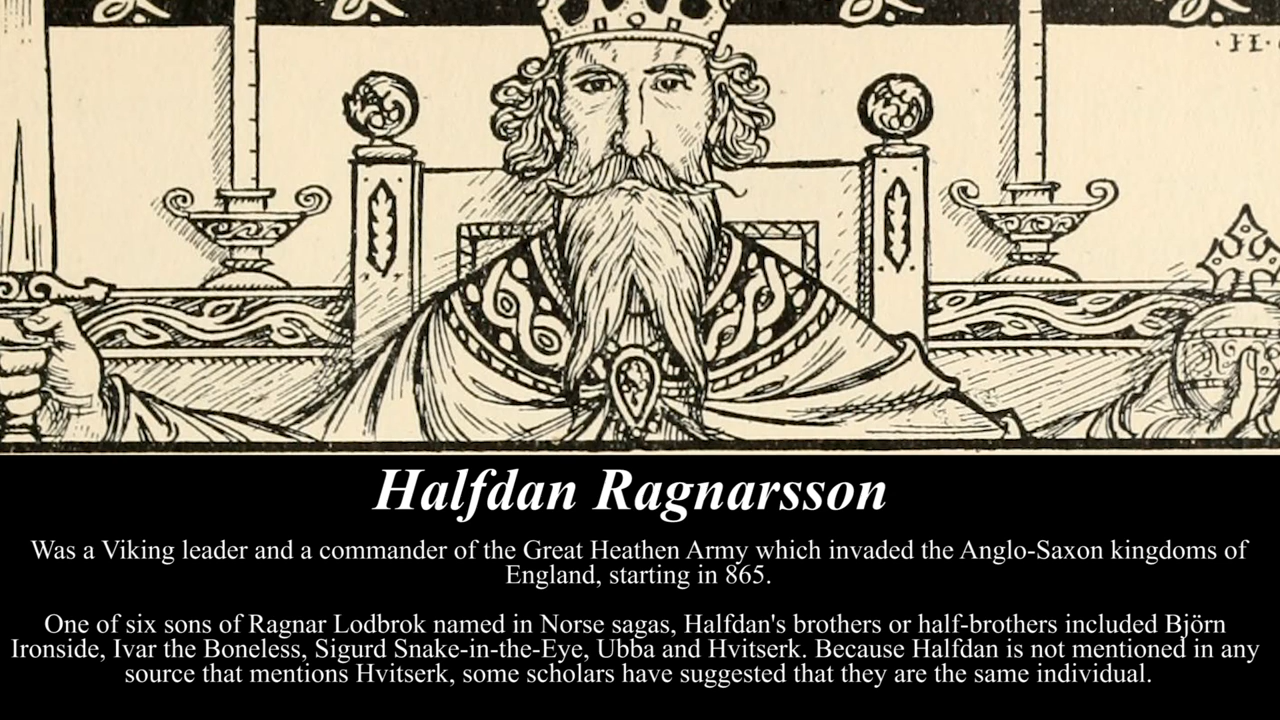 Halfdan Ragnarsson
Was a Viking leader and a commander of the Great Heathen Army which invaded the Anglo-Saxon kingdoms of
England, starting in 865.
One of six sons of Ragnar Lodbrok named in Norse sagas, Halfdan's brothers or half-brothers included Björn
Ironside, Ivar the Boneless, Sigurd Snake-in-the-Eye, Ubba and Hvitserk. Because Halfdan is not mentioned in any
source that mentions Hvitserk, some scholars have suggested that they are the same individual.